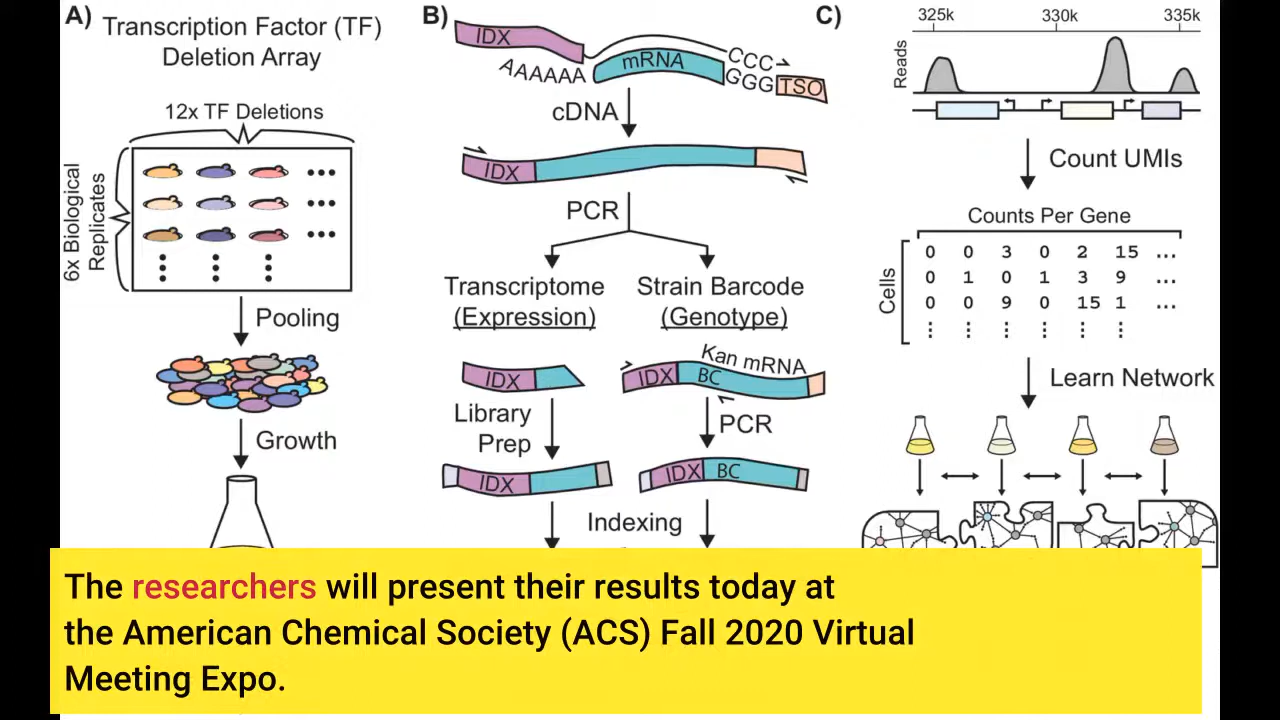 A)
Transcription Factor (TF)
Deletion Array
12x TF Deletions
6x Biological
Replicates
Pooling
Growth
B)
IDX
AAAAAA
mRNA
CCC
GGG
TSO
cDNA
IDX
PCR
Transcriptome
(Expression)
Strain Barcode
(Genotype)
IDX
Kan mRNA
IDX
BC
Library
Prep
PCR
IDX
IDX
BC
Indexing
C)
325k 330k 335k
Reads
Count UMIs
Counts Per Gene
Cells
0 0 3 0 2 15 ...
0 1 0 1 3 9 ...
0 0 9 0 15 1 ...
Learn Network
The researchers will present their results today at
the American Chemical Society (ACS) Fall 2020 Virtual
Meeting Expo.